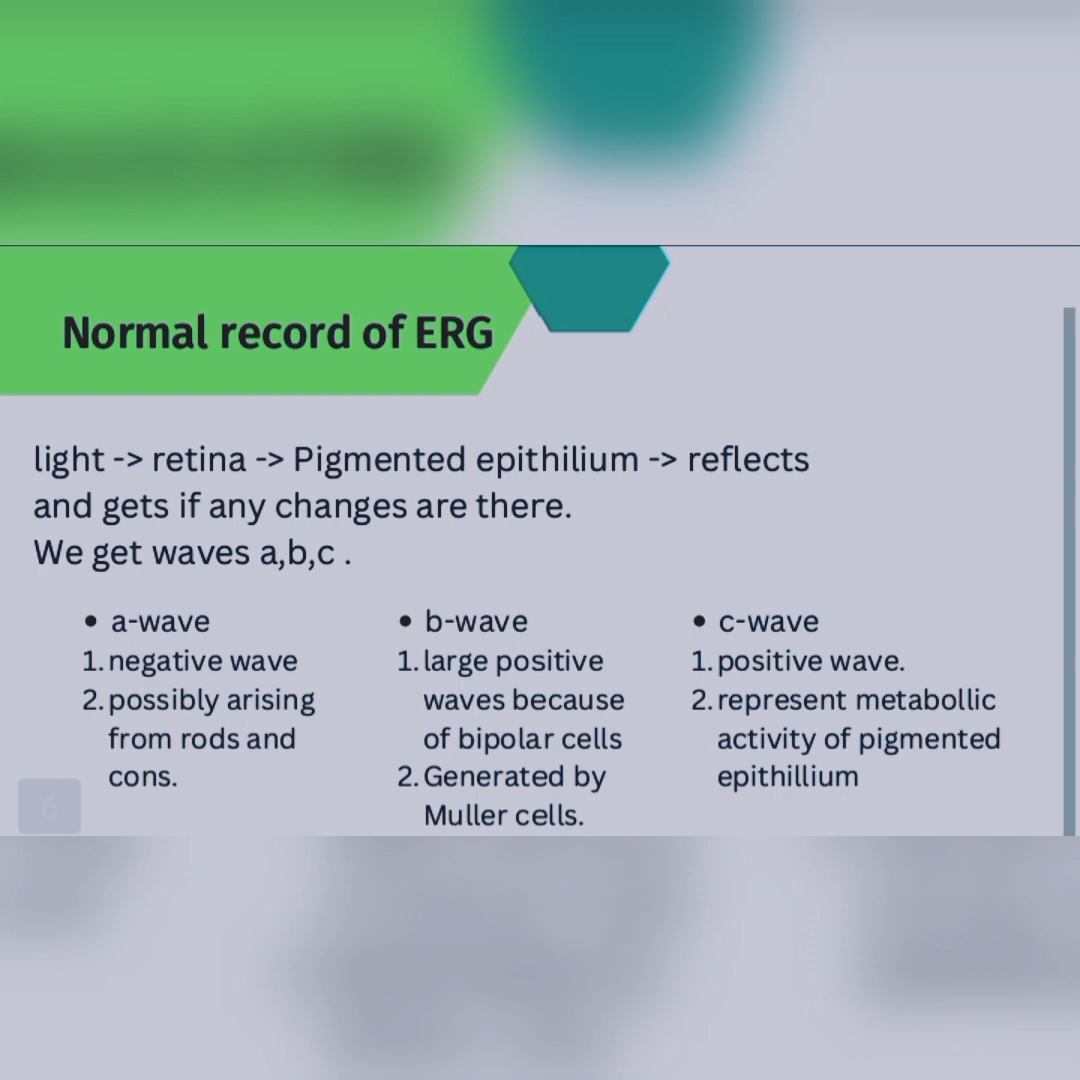 Normal record of ERG
light -> retina -> Pigmented epithilium -> reflects
and gets if any changes are there.
We get waves a,b,c .
• a-wave
1. negative wave
2. possibly arising
from rods and
cons.
• b-wave
1. large positive
waves because
of bipolar cells
2. Generated by
Muller cells.
• c-wave
1. positive wave.
2. represent metabollic
activity of pigmented
epithillium
6